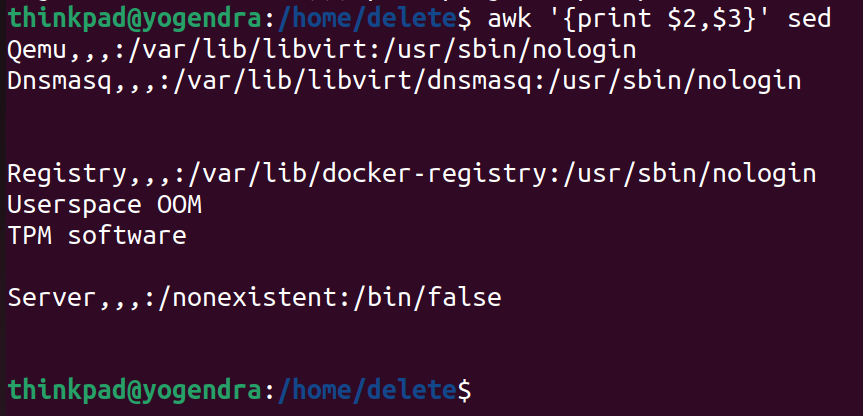 thinkpad@yogendra:/home/delete$ awk '{print $2,$3}' sed
Qemu,,,:/var/lib/libvirt:/usr/sbin/nologin
Dnsmasq,,,:/var/lib/libvirt/dnsmasq:/usr/sbin/nologin
Registry,,,:/var/lib/docker-registry:/usr/sbin/nologin
Userspace OOM
TPM software
Server,,,:/nonexistent:/bin/false
thinkpad@yogendra:/home/delete$